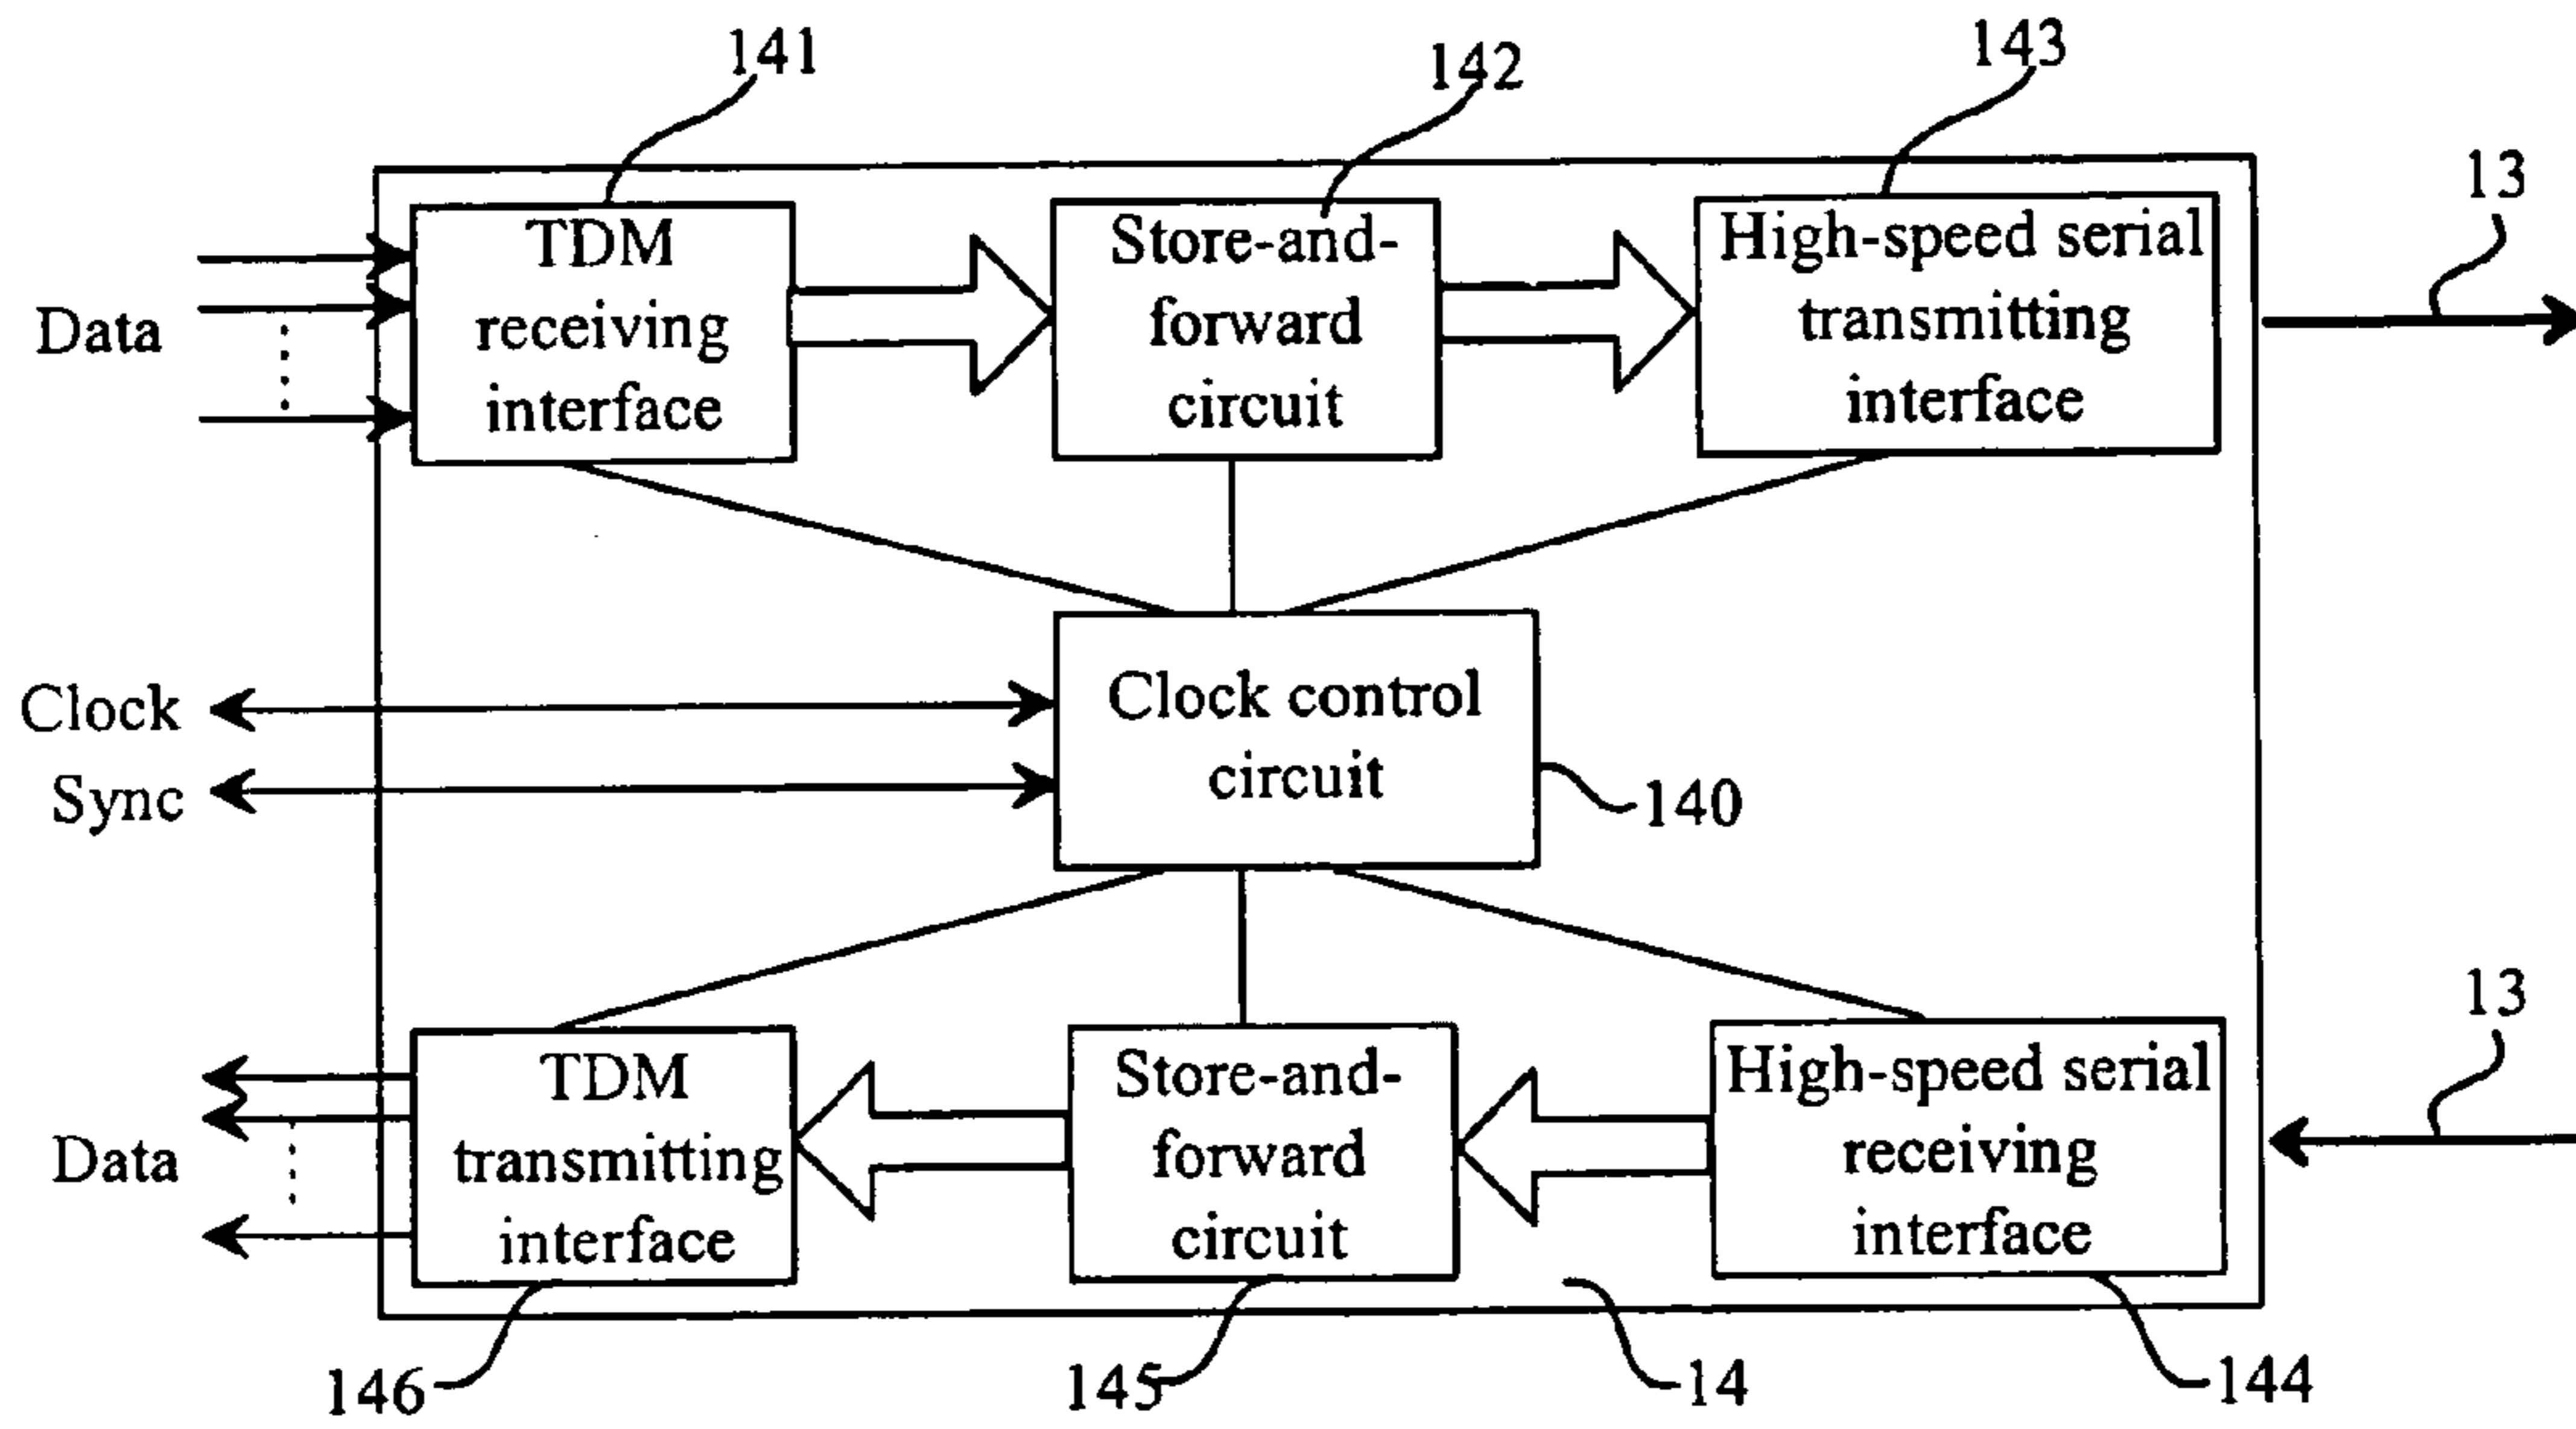 141
142
143
13
TDM
receiving
interface
Store-and-
forward
circuit
High-speed serial
transmitting
interface
Data
Clock
Sync
Clock control
circuit
140
13
TDM
transmitting
interface
Store-and-
forward
circuit
High-speed serial
receiving
interface
Data
146
145
14
144